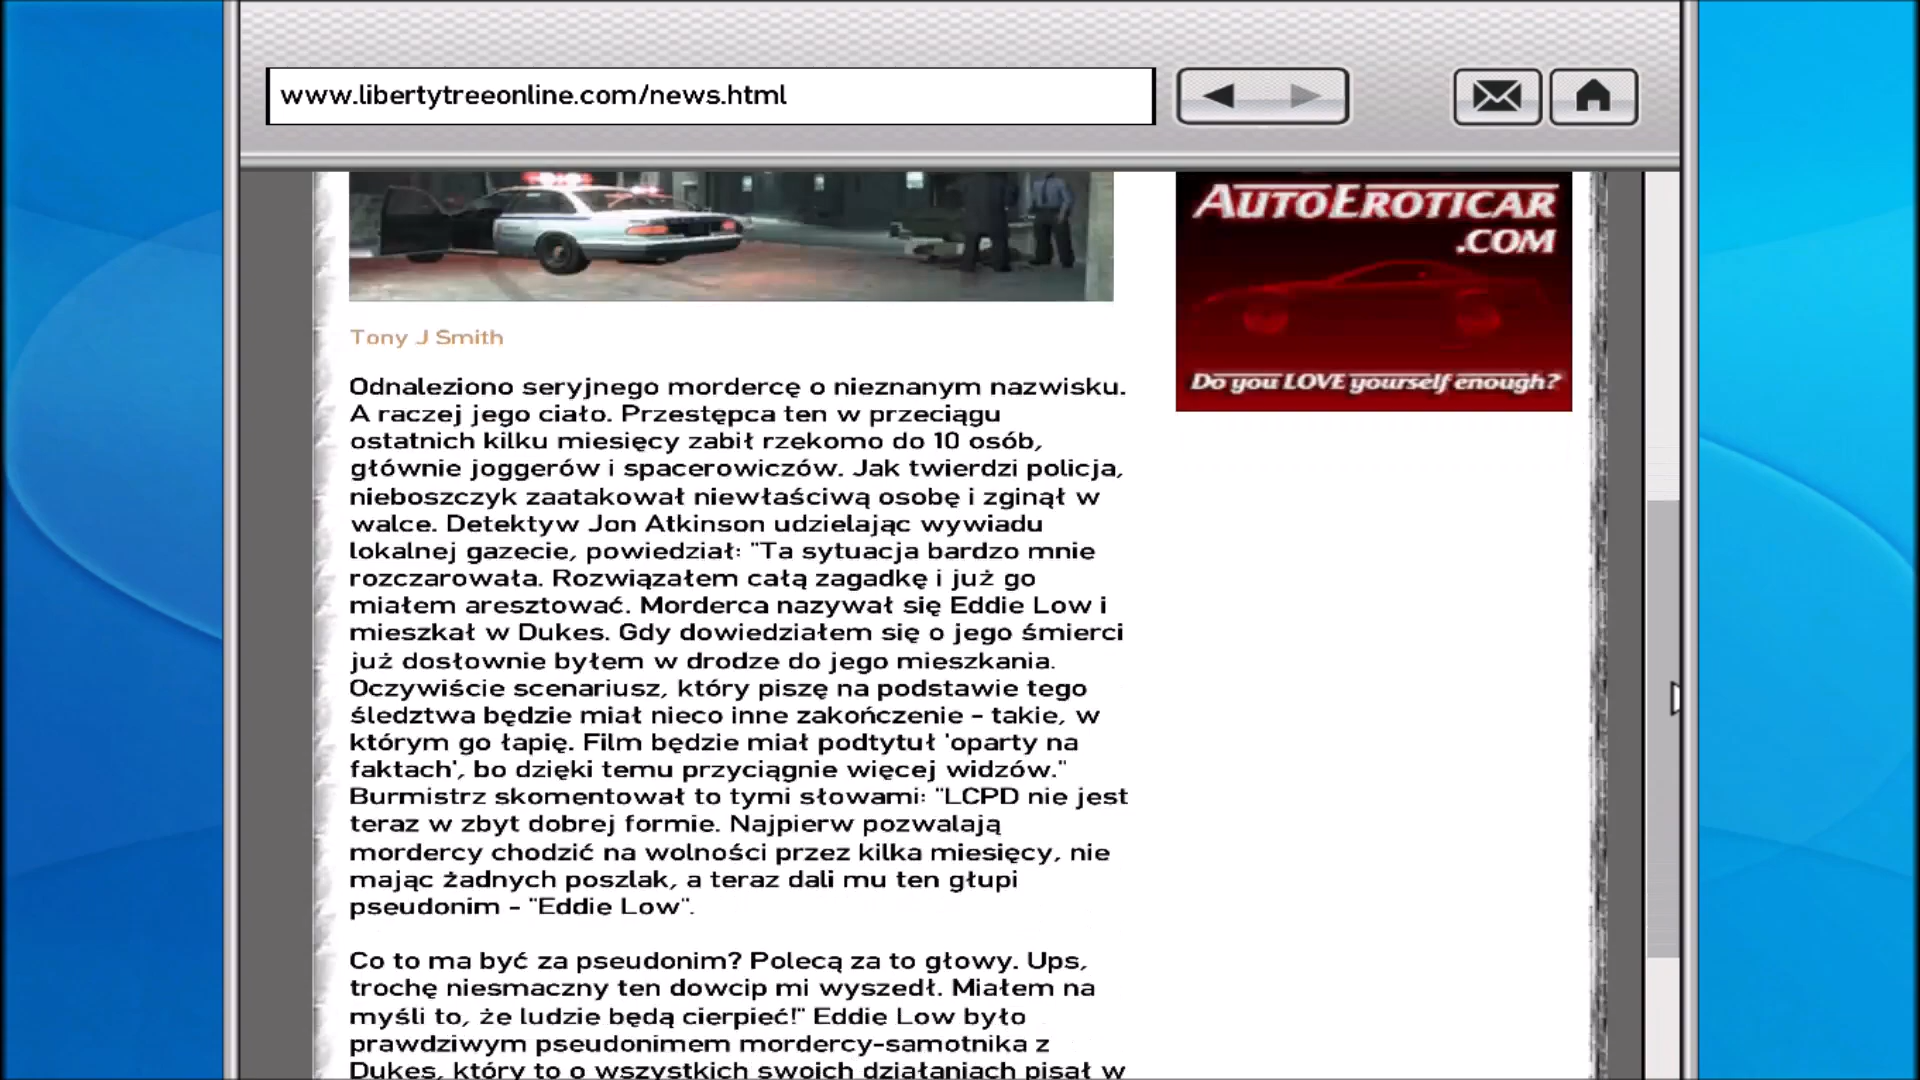 www.libertytreeonline.com/news.html
AUTOEROTICAR
.COM
Do you LOVE yourself enough?
Tony J Smith
Odnaleziono seryjnego mordercę o nieznanym nazwisku.
A raczej jego ciało. Przestępca ten w przeciągu
ostatnich kilku miesięcy zabił rzekomo do 10 osób,
głównie joggerów i spacerowiczów. Jak twierdzi policja,
nieboszczyk zaatakował niewłaściwą osobę i zginął w
walce. Detektyw Jon Atkinson udzielając wywiadu
lokalnej gazecie, powiedział: "Ta sytuacja bardzo mnie
rozczarowała. Rozwiązałem całą zagadkę i już go
miałem aresztować. Morderca nazywał się Eddie Low i
mieszkał w Dukes. Gdy dowiedziałem się o jego śmierci
już dosłownie byłem w drodze do jego mieszkania.
Oczywiście scenariusz, który piszę na podstawie tego
śledztwa będzie miał nieco inne zakończenie - takie, w
którym go łapię. Film będzie miał podtytuł 'oparty na
faktach', bo dzięki temu przyciągnie więcej widzów."
Burmistrz skomentował to tymi słowami: "LCPD nie jest
teraz w zbyt dobrej formie. Najpierw pozwalają
mordercy chodzić na wolności przez kilka miesięcy, nie
mając żadnych poszlak, a teraz dali mu ten głupi
pseudonim - "Eddie Low".
Co to ma być za pseudonim? Polecą za to głowy. Ups,
trochę niesmaczny ten dowcip mi wyszedł. Miałem na
myśli to, że ludzie będą cierpieć!" Eddie Low było
prawdziwym pseudonimem mordercy-samotnika z
Dukes, który to o wszystkich swoich działaniach pisał w